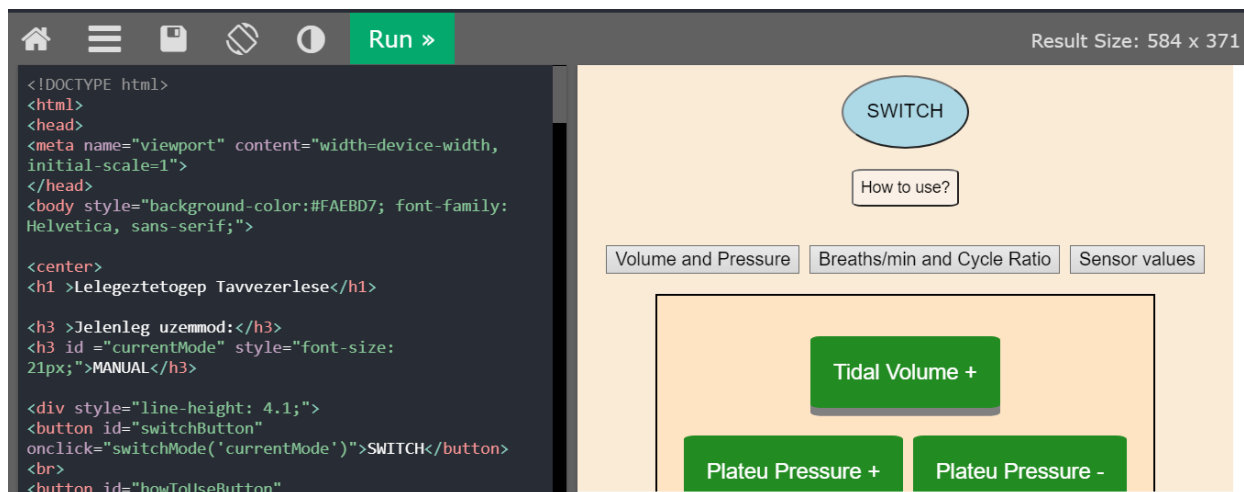 Run »
Result Size: 584 x 371
<!DOCTYPE html>
<html>
<head>
<meta name="viewport" content="width=device-width,
initial-scale=1">
</head>
<body style="background-color:#FAEBD7; font-family:
Helvetica, sans-serif;">
<center>
<h1 >Lelegeztetogep Tavvezerlese</h1>
<h3 >Jelenleg uzemmod:</h3>
<h3 id ="currentMode" style="font-size:
21px;">MANUAL</h3>
<div style="line-height: 4.1;">
<button id="switchButton"
onclick="switchMode('currentMode')">SWITCH</button>
<br>
<button id="howToUseButton"
SWITCH
How to use?
Volume and Pressure Breaths/min and Cycle Ratio Sensor values
Tidal Volume +
Plateu Pressure + Plateu Pressure -